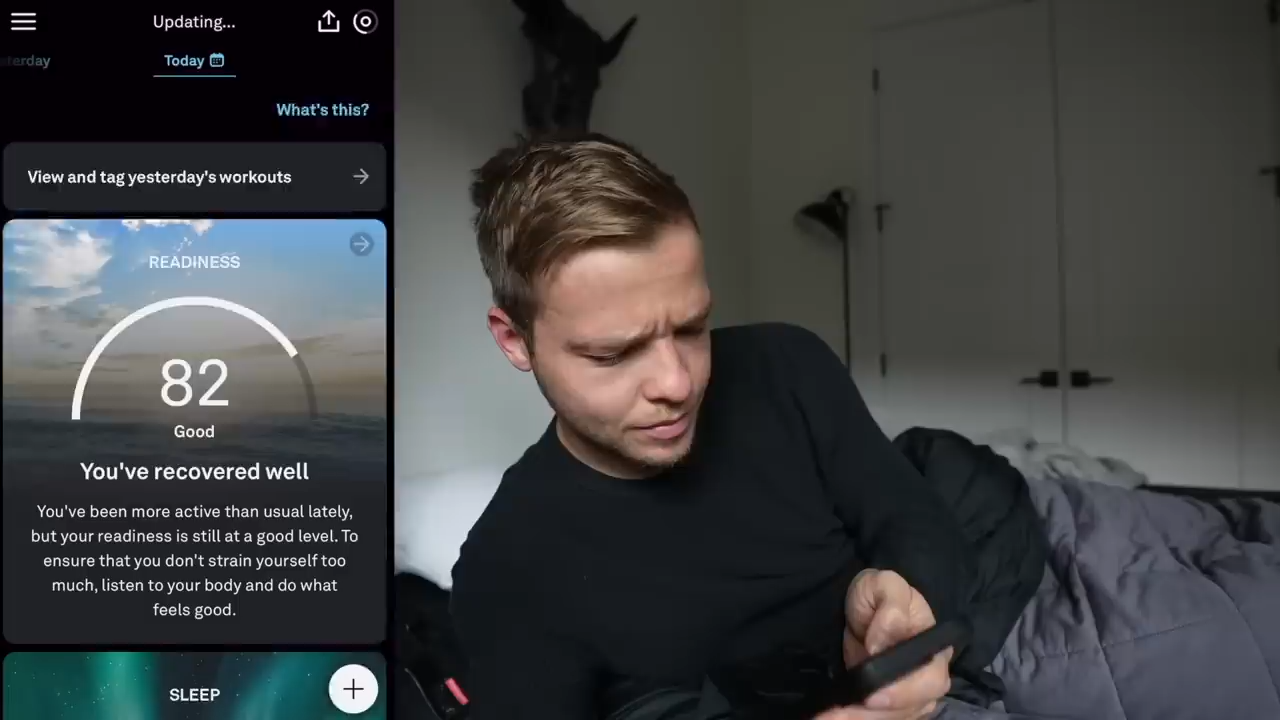 Updating...
Today
What's this?
View and tag yesterday's workouts
READINESS
82
Good
You've recovered well
You've been more active than usual lately,
but your readiness is still at a good level. To
ensure that you don't strain yourself too
much, listen to your body and do what
feels good.
SLEEP